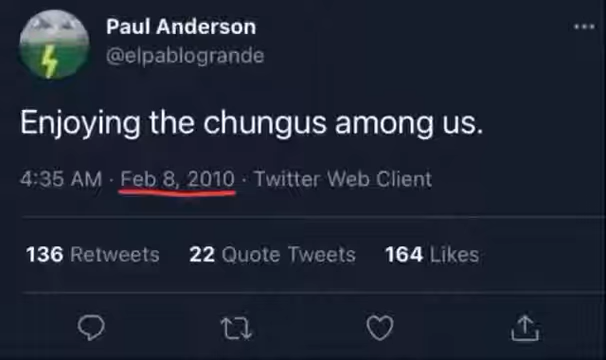 Paul Anderson
@elpablogrande
Enjoying the chungus among us.
4:35 AM · Feb 8, 2010 · Twitter Web Client
136 Retweets 22 Quote Tweets 164 Likes